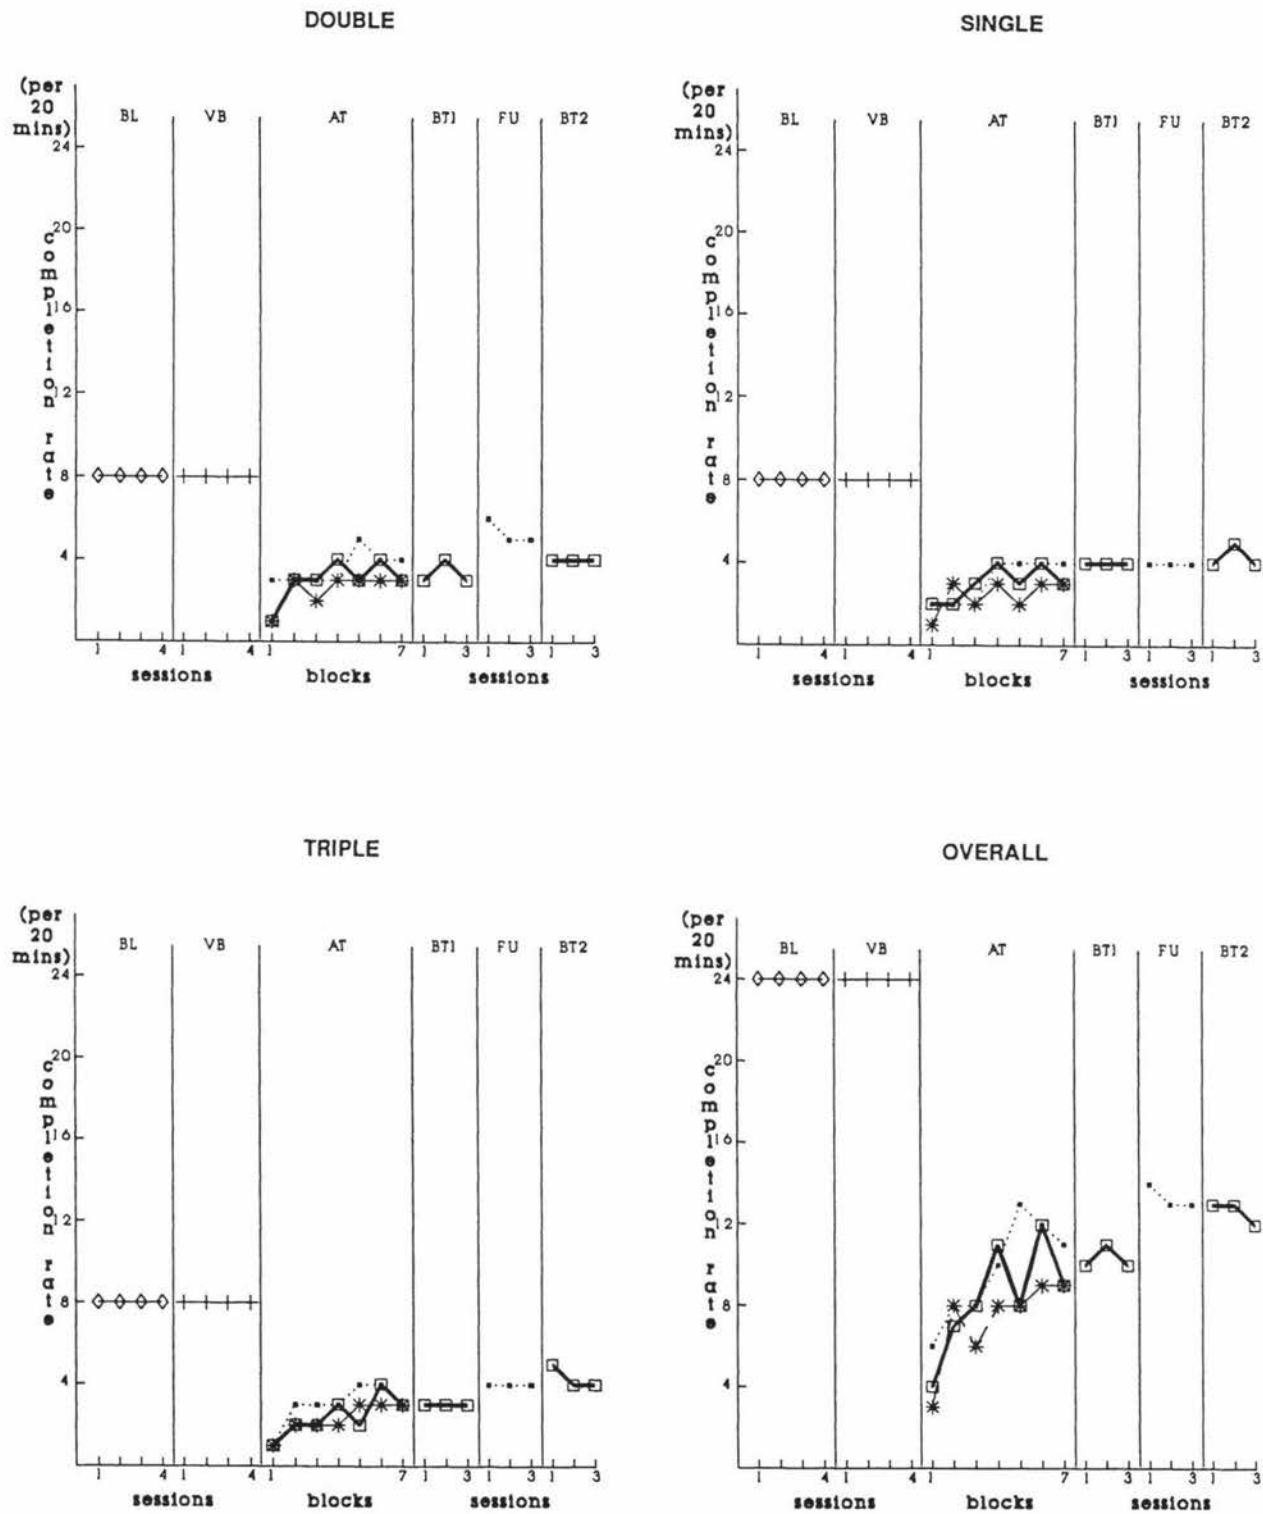 DOUBLE
(per
20
mins)
BL VB AT BT1 FU BT2
24
20
16
12
8
4
completion rate
1 4 1 4 1 7 1 3 1 3 1 3
sessions blocks sessions
SINGLE
(per
20
mins)
BL VB AT BT1 FU BT2
24
20
16
12
8
4
completion rate
1 4 1 4 1 7 1 3 1 3 1 3
sessions blocks sessions
TRIPLE
(per
20
mins)
BL VB AT BT1 FU BT2
24
20
16
12
8
4
completion rate
1 4 1 4 1 7 1 3 1 3 1 3
sessions blocks sessions
OVERALL
(per
20
mins)
BL VB AT BT1 FU BT2
24
20
16
12
8
4
completion rate
1 4 1 4 1 7 1 3 1 3 1 3
sessions blocks sessions